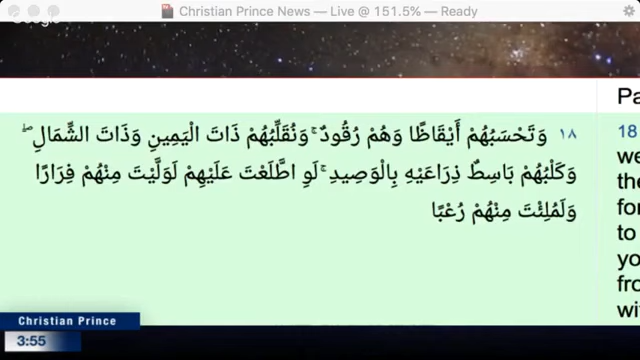 Christian Prince News — Live @ 151.5% — Ready
Google
Pa
١٨ وَتَحْسَبُهُمْ أَيْقَاظًا وَهُمْ رُقُودٌ ۚ وَنُقَلِّبُهُمْ ذَاتَ الْيَمِينِ وَذَاتَ الشِّمَالِ ۖ
وَكَلْبُهُمْ بَاسِطٌ ذِرَاعَيْهِ بِالْوَصِيدِ ۚ لَوِ اطَّلَعْتَ عَلَيْهِمْ لَوَلَّيْتَ مِنْهُمْ فِرَارًا
وَلَمُلِئْتَ مِنْهُمْ رُعْبًا
18
we
the
for
to
yo
fro
wi
Christian Prince
3:55